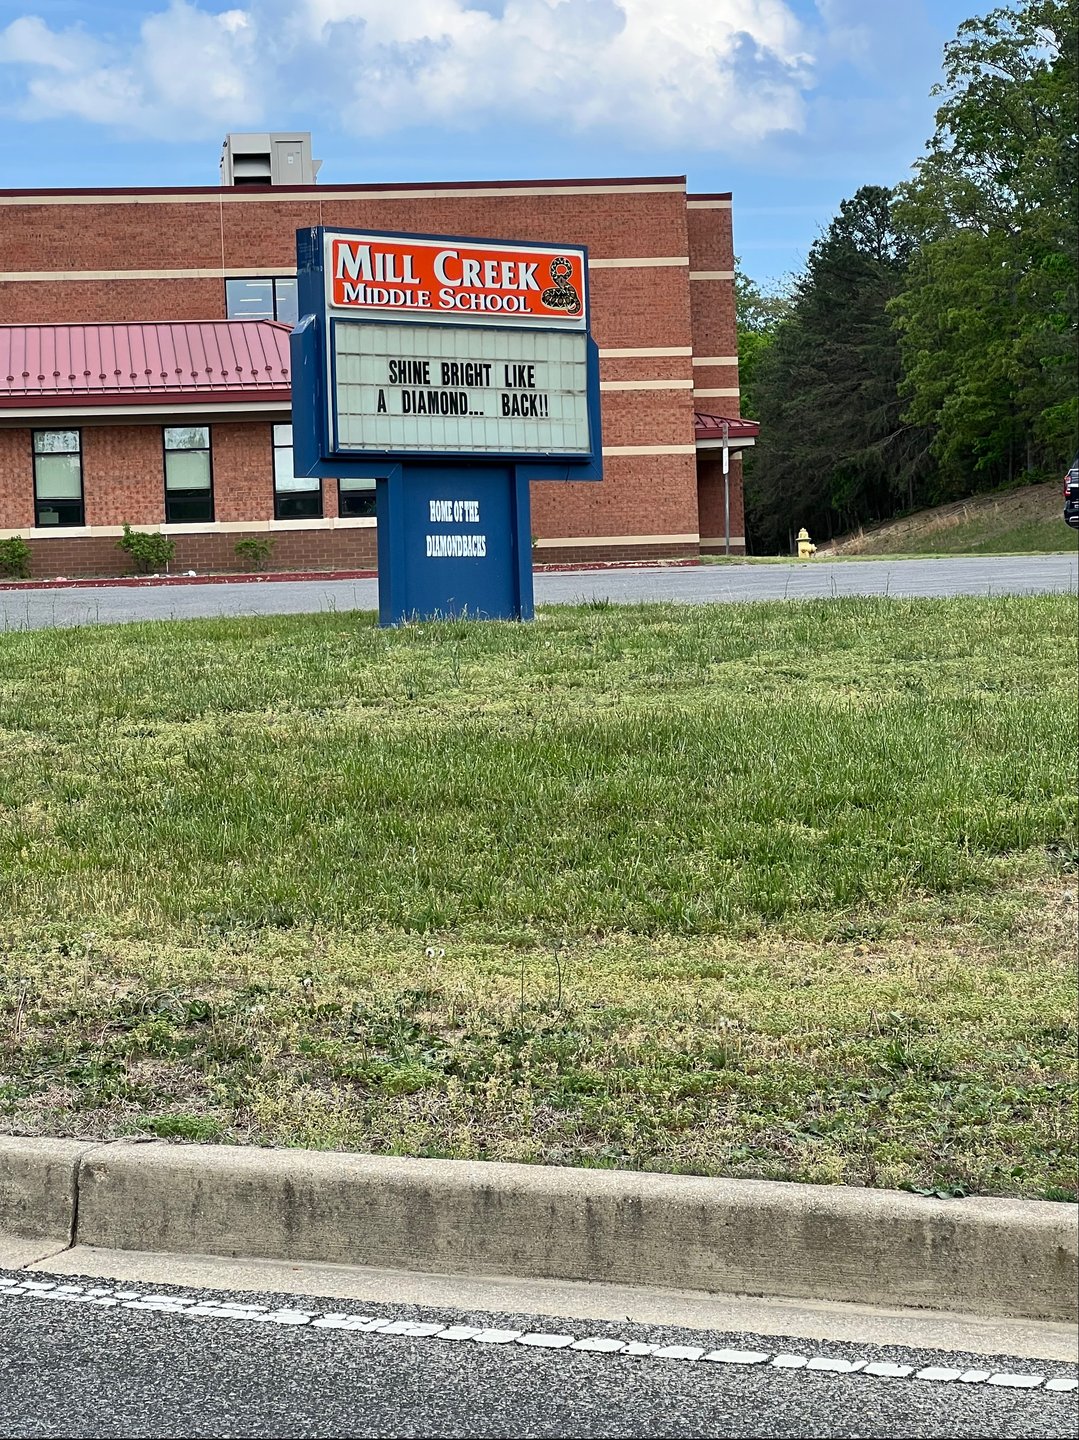 MILL CREEK
MIDDLE SCHOOL
SHINE BRIGHT LIKE
A DIAMOND... BACK!!
HOME OF THE
DIAMONDBACKS